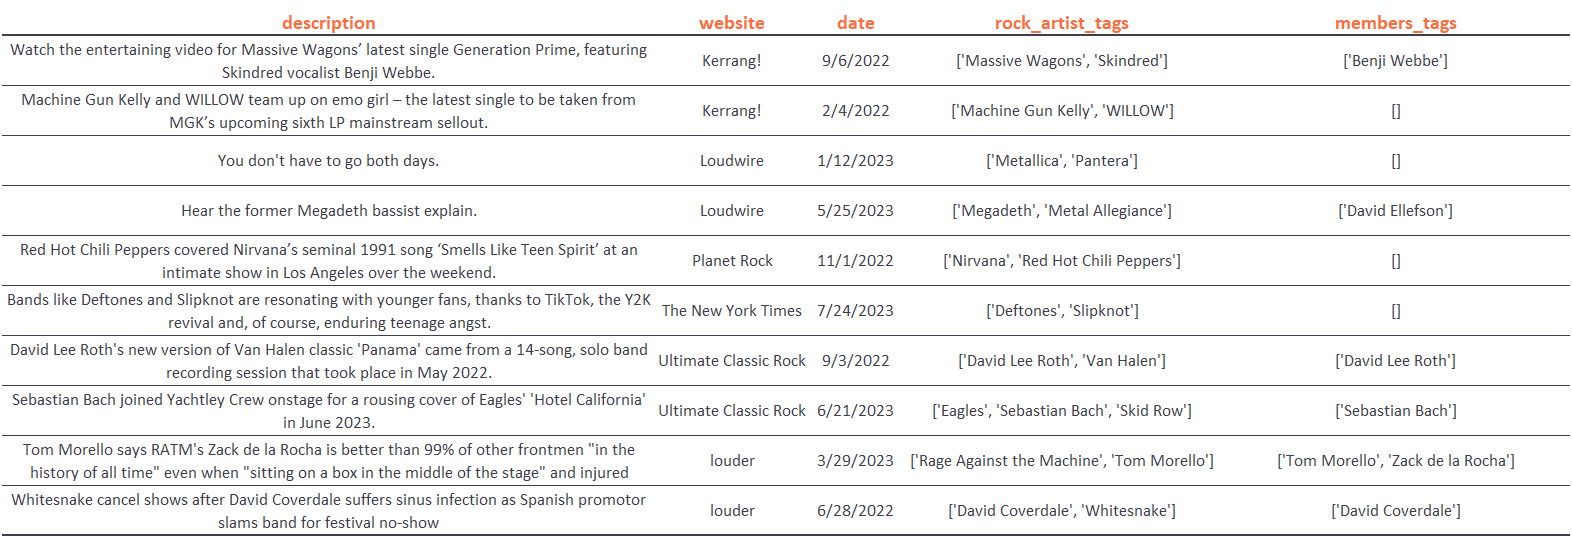 description website date rock_artist_tags members_tags
Watch the entertaining video for Massive Wagons’ latest single Generation Prime, featuring
Skindred vocalist Benji Webbe.
Kerrang! 9/6/2022 ['Massive Wagons', 'Skindred'] ['Benji Webbe']
Machine Gun Kelly and WILLOW team up on emo girl – the latest single to be taken from
MGK’s upcoming sixth LP mainstream sellout.
Kerrang! 2/4/2022 ['Machine Gun Kelly', 'WILLOW'] []
You don't have to go both days. Loudwire 1/12/2023 ['Metallica', 'Pantera'] []
Hear the former Megadeth bassist explain. Loudwire 5/25/2023 ['Megadeth', 'Metal Allegiance'] ['David Ellefson']
Red Hot Chili Peppers covered Nirvana’s seminal 1991 song ‘Smells Like Teen Spirit’ at an
intimate show in Los Angeles over the weekend.
Planet Rock 11/1/2022 ['Nirvana', 'Red Hot Chili Peppers'] []
Bands like Deftones and Slipknot are resonating with younger fans, thanks to TikTok, the Y2K
revival and, of course, enduring teenage angst.
The New York Times 7/24/2023 ['Deftones', 'Slipknot'] []
David Lee Roth's new version of Van Halen classic 'Panama' came from a 14-song, solo band
recording session that took place in May 2022.
Ultimate Classic Rock 9/3/2022 ['David Lee Roth', 'Van Halen'] ['David Lee Roth']
Sebastian Bach joined Yachtley Crew onstage for a rousing cover of Eagles' 'Hotel California'
in June 2023.
Ultimate Classic Rock 6/21/2023 ['Eagles', 'Sebastian Bach', 'Skid Row'] ['Sebastian Bach']
Tom Morello says RATM's Zack de la Rocha is better than 99% of other frontmen "in the
history of all time" even when "sitting on a box in the middle of the stage" and injured
louder 3/29/2023 ['Rage Against the Machine', 'Tom Morello'] ['Tom Morello', 'Zack de la Rocha']
Whitesnake cancel shows after David Coverdale suffers sinus infection as Spanish promotor
slams band for festival no-show
louder 6/28/2022 ['David Coverdale', 'Whitesnake'] ['David Coverdale']